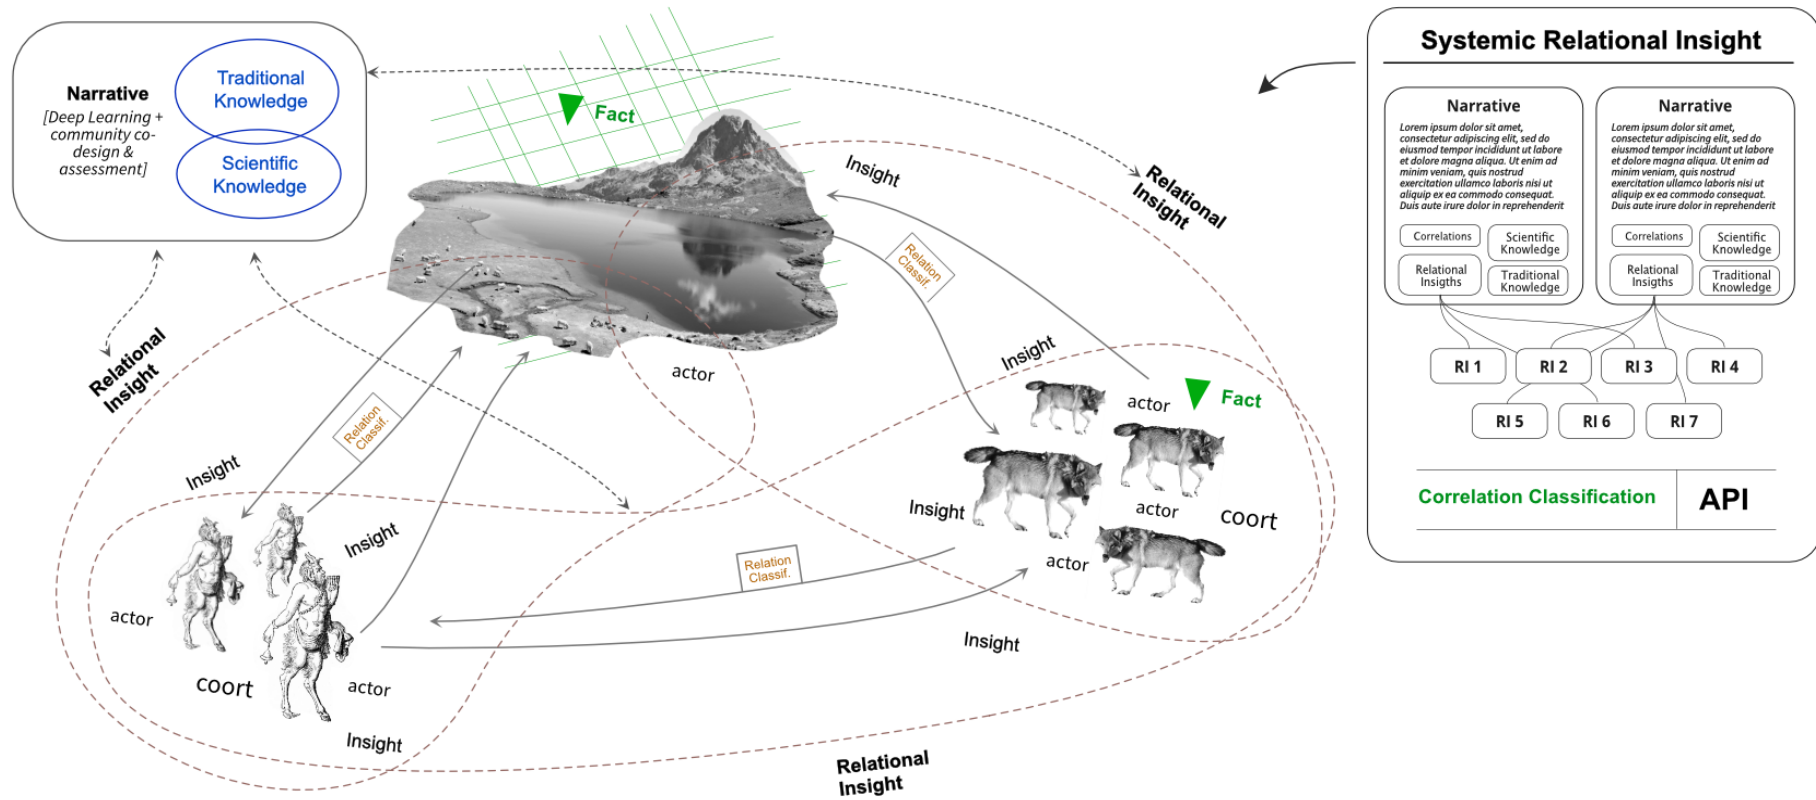 Narrative
[Deep Learning +
community co-
design &
assessment]
Traditional
Knowledge
Scientific
Knowledge
Fact
Insight
Relational
Insight
Relation
Classif.
actor
Insight
actor
Fact
Relational
Insight
Relation
Classif.
Insight
Insight
actor
coort
Insight
actor
Relation
Classif.
actor
coort
actor
Insight
Insight
Relational
Insight
Systemic Relational Insight
Narrative
Lorem ipsum dolor sit amet,
consectetur adipiscing elit, sed do
eiusmod tempor incididunt ut labore
et dolore magna aliqua. Ut enim ad
minim veniam, quis nostrud
exercitation ullamco laboris nisi ut
aliquip ex ea commodo consequat.
Duis aute irure dolor in reprehenderit
Correlations
Scientific
Knowledge
Relational
Insigths
Traditional
Knowledge
Narrative
Lorem ipsum dolor sit amet,
consectetur adipiscing elit, sed do
eiusmod tempor incididunt ut labore
et dolore magna aliqua. Ut enim ad
minim veniam, quis nostrud
exercitation ullamco laboris nisi ut
aliquip ex ea commodo consequat.
Duis aute irure dolor in reprehenderit
Correlations
Scientific
Knowledge
Relational
Insigths
Traditional
Knowledge
RI 1
RI 2
RI 3
RI 4
RI 5
RI 6
RI 7
Correlation Classification
API